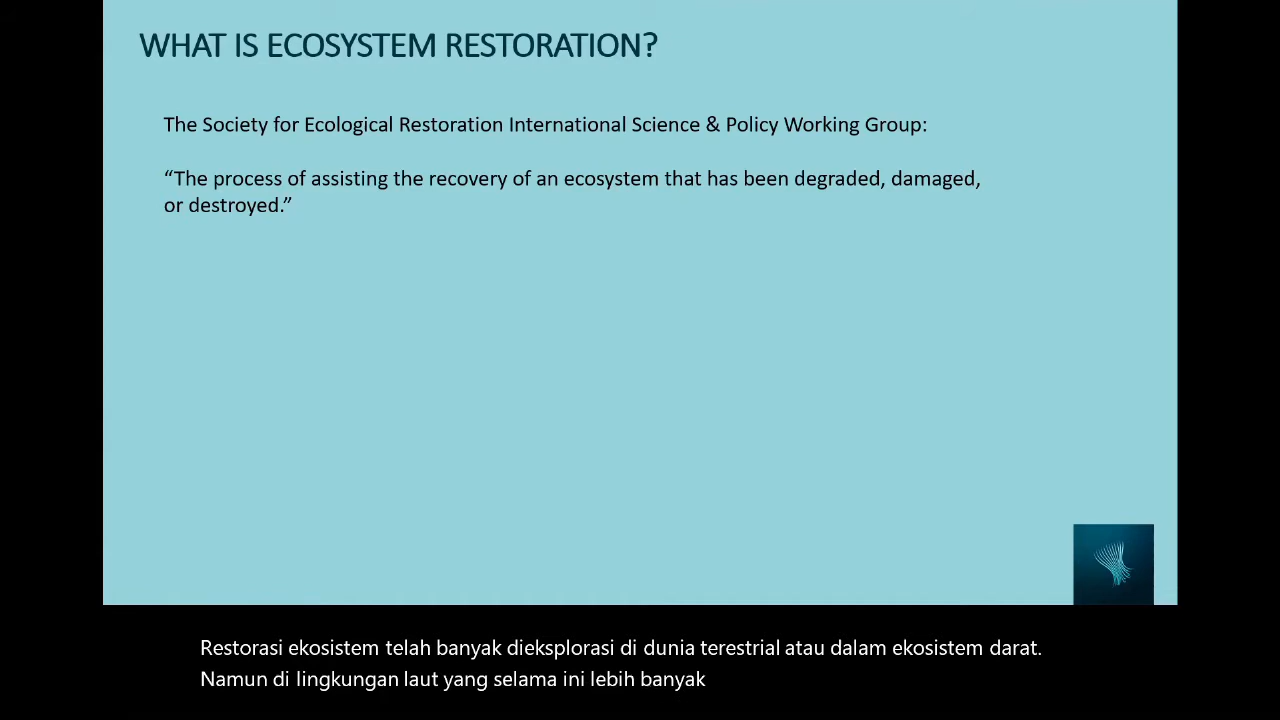 WHAT IS ECOSYSTEM RESTORATION?
The Society for Ecological Restoration International Science & Policy Working Group:
“The process of assisting the recovery of an ecosystem that has been degraded, damaged,
or destroyed.”
Restorasi ekosistem telah banyak dieksplorasi di dunia terestrial atau dalam ekosistem darat.
Namun di lingkungan laut yang selama ini lebih banyak